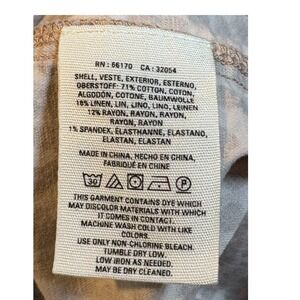 RN : 66170 CA : 32054
SHELL, VESTE, EXTERIOR, ESTERNO,
OBERSTOFF: 71% COTTON, COTON,
ALGODÓN, COTONE, BAUMWOLLE
16% LINEN, LIN, LINO, LINO, LEINEN
12% RAYON, RAYON, RAYON,
RAYON, RAYON
1% SPANDEX, ELASTHANNE, ELASTANO,
ELASTAN, ELASTAN
MADE IN CHINA, HECHO EN CHINA,
FABRIQUÉ EN CHINE
30 P
THIS GARMENT CONTAINS DYE WHICH
MAY DISCOLOR MATERIALS WITH WHICH
IT COMES IN CONTACT.
MACHINE WASH COLD WITH LIKE
COLORS.
USE ONLY NON-CHLORINE BLEACH.
TUMBLE DRY LOW.
LOW IRON AS NEEDED.
MAY BE DRY CLEANED.